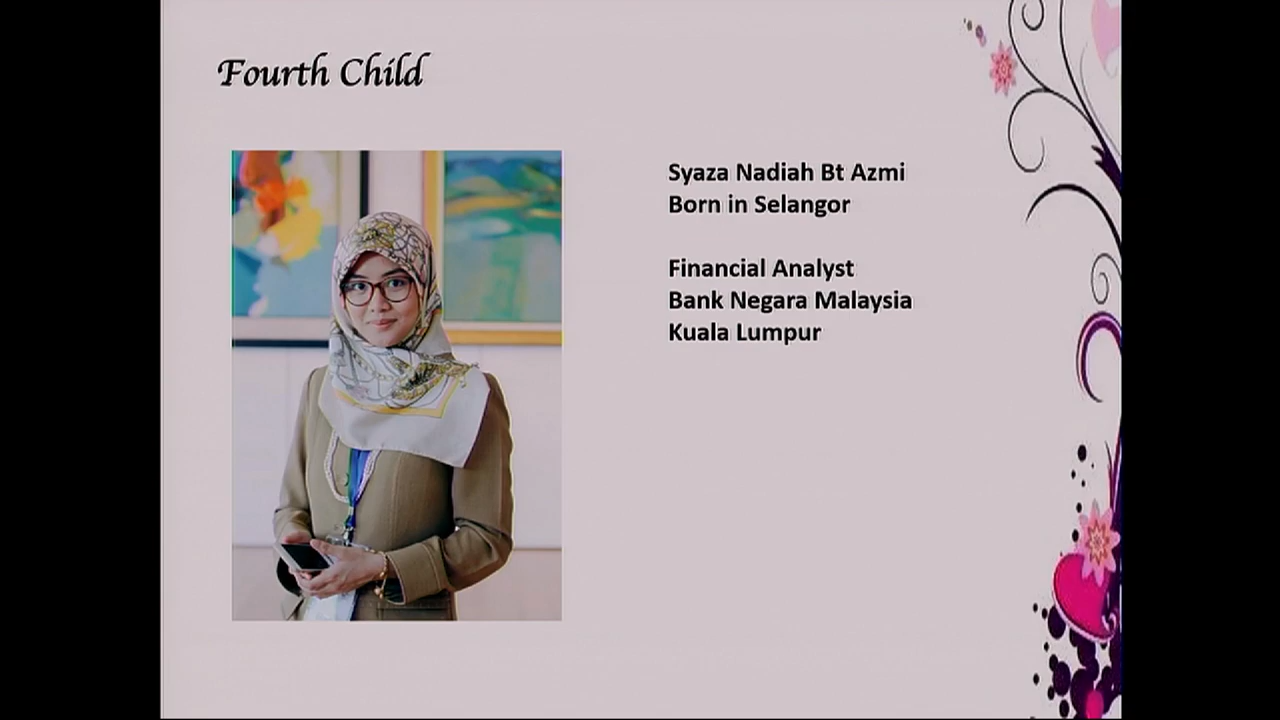 Fourth Child
Syaza Nadiah Bt Azmi
Born in Selangor
Financial Analyst
Bank Negara Malaysia
Kuala Lumpur